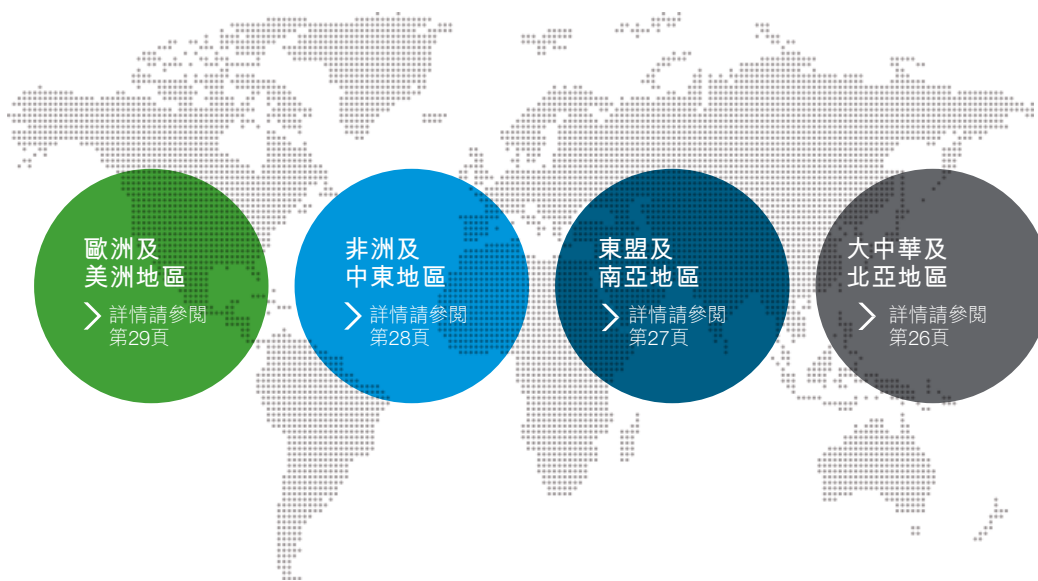 歐洲及
美洲地區
詳情請參閱
第29頁
非洲及
中東地區
詳情請參閱
第28頁
東盟及
南亞地區
詳情請參閱
第27頁
大中華及
北亞地區
詳情請參閱
第26頁